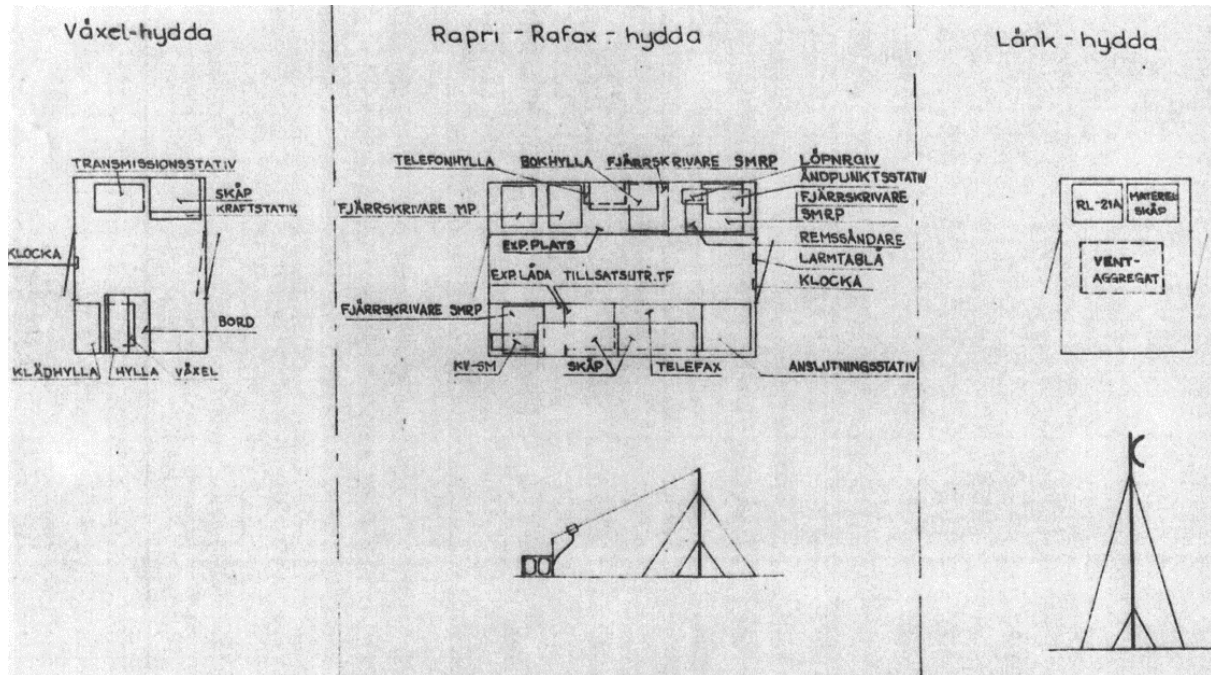 Våxel-hydda
TRANSMISSIONSSTATIV
SKÅP
KRAFTSTATIV
KLOCKA
BORD
KLÄDHYLLA
HYLLA
VÄXEL
Rapri - Rafax - hydda
TELEFONHYLLA
BOKHYLLA
FJÄRRSKRIVARE SMRP
LÖPNRGIV
ÄNDPUNKTSSTATIV
FJÄRRSKRIVARE
SMRP
FJÄRRSKRIVARE MP
EXP.PLATS
REMSSÄNDARE
LARMTABLÅ
KLOCKA
EXP.LÅDA
TILLSATSUTR.TF
FJÄRRSKRIVARE SMRP
KV-SM
SKÅP
TELEFAX
ANSLUTNINGSSTATIV
Lånk - hydda
RL-21A
MATERIEL
SKÅP
VENT-
AGGREGAT